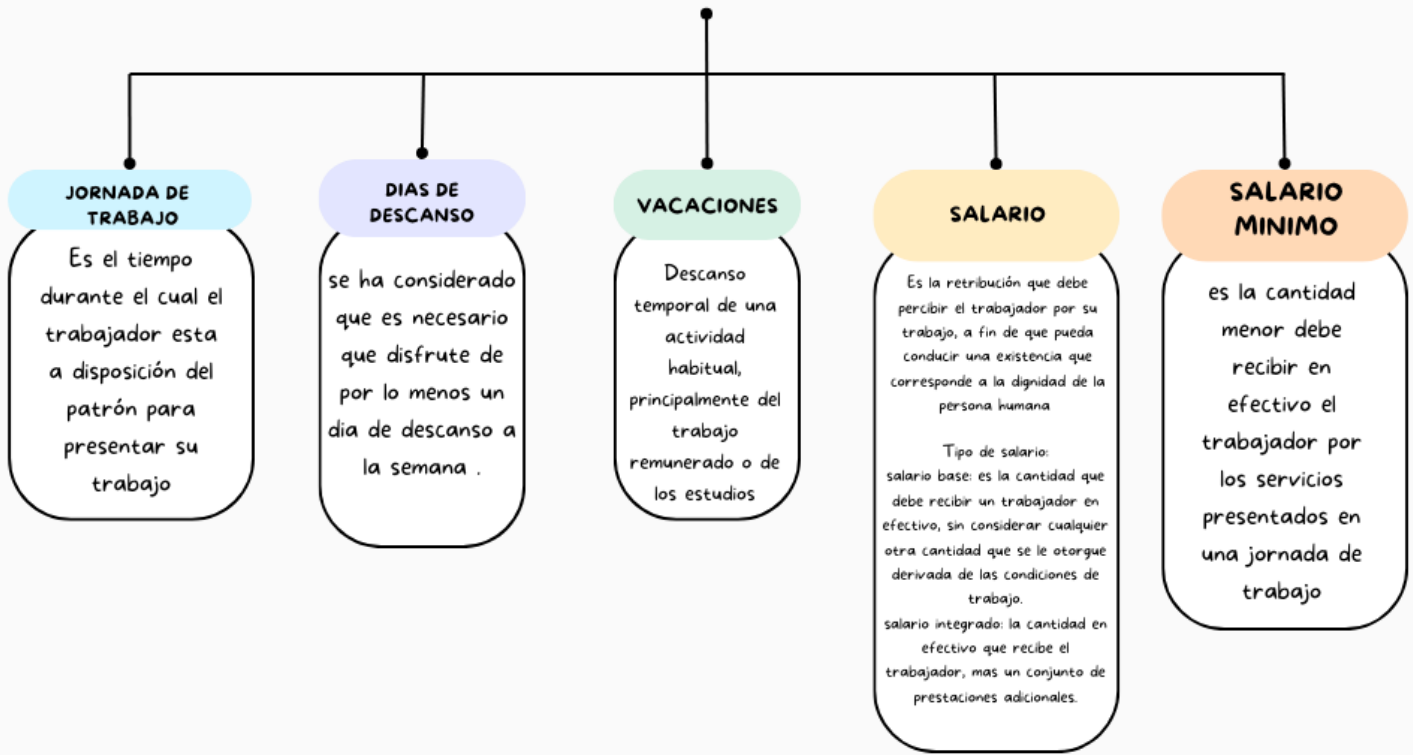 JORNADA DE
TRABAJO
Es el tiempo
durante el cual el
trabajador esta
a disposición del
patrón para
presentar su
trabajo
DIAS DE
DESCANSO
se ha considerado
que es necesario
que disfrute de
por lo menos un
dia de descanso a
la semana .
VACACIONES
Descanso
temporal de una
actividad
habitual,
principalmente del
trabajo
remunerado o de
los estudios
SALARIO
Es la retribución que debe
percibir el trabajador por su
trabajo, a fin de que pueda
conducir una existencia que
corresponde a la dignidad de la
persona humana
Tipo de salario:
salario base: es la cantidad que
debe recibir un trabajador en
efectivo, sin considerar cualquier
otra cantidad que se le otorgue
derivada de las condiciones de
trabajo.
salario integrado: la cantidad en
efectivo que recibe el
trabajador, mas un conjunto de
prestaciones adicionales.
SALARIO
MINIMO
es la cantidad
menor debe
recibir en
efectivo el
trabajador por
los servicios
presentados en
una jornada de
trabajo